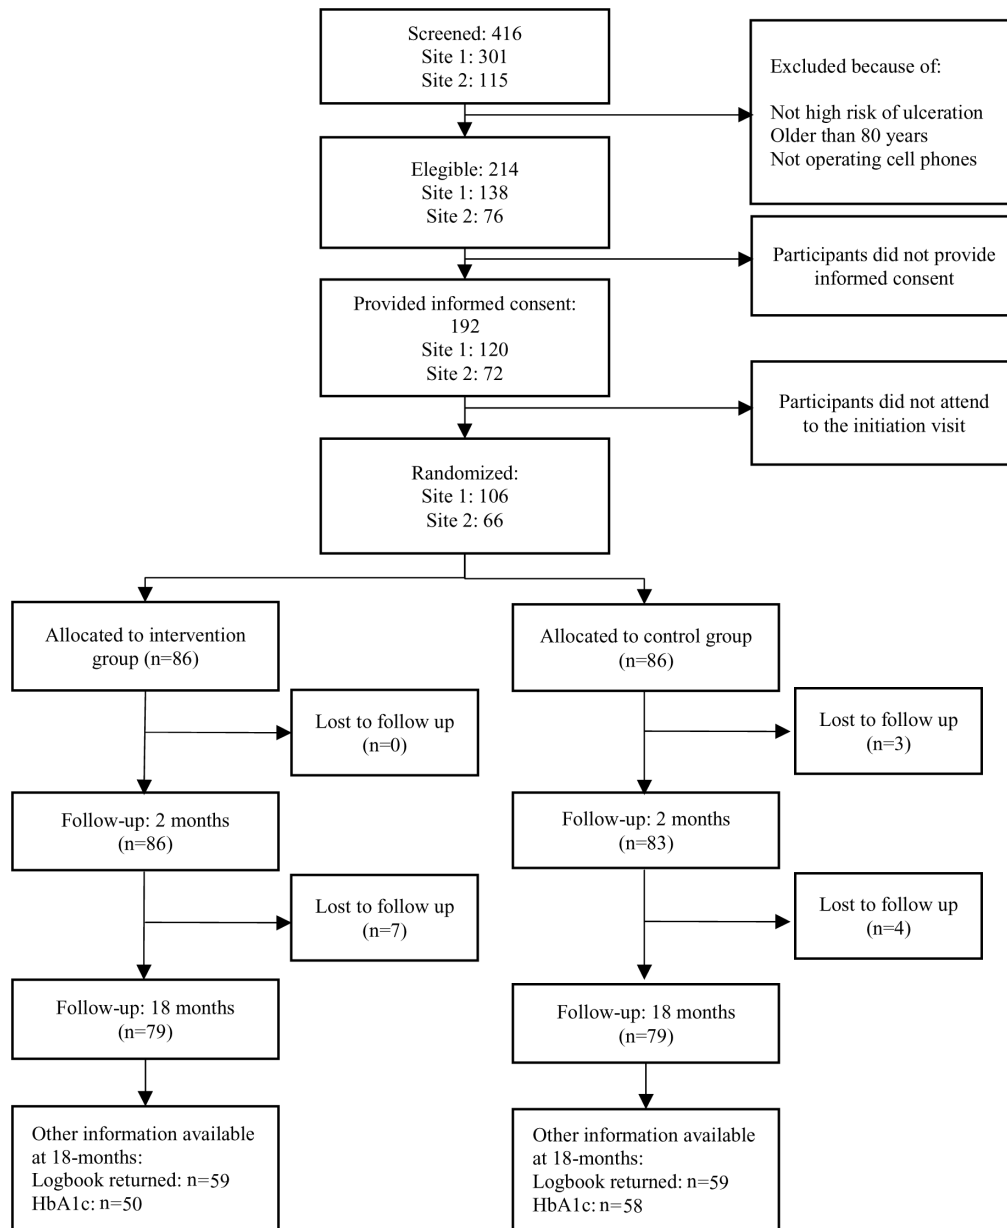 Screened: 416
Site 1: 301
Site 2: 115
Excluded because of:
Not high risk of ulceration
Older than 80 years
Not operating cell phones
Elegible: 214
Site 1: 138
Site 2: 76
Participants did not provide
informed consent
Provided informed consent:
192
Site 1: 120
Site 2: 72
Participants did not attend
to the initiation visit
Randomized:
Site 1: 106
Site 2: 66
Allocated to intervention
group (n=86)
Allocated to control group
(n=86)
Lost to follow up
(n=0)
Lost to follow up
(n=3)
Follow-up: 2 months
(n=86)
Follow-up: 2 months
(n=83)
Lost to follow up
(n=7)
Lost to follow up
(n=4)
Follow-up: 18 months
(n=79)
Follow-up: 18 months
(n=79)
Other information available
at 18-months:
Logbook returned: n=59
HbA1c: n=50
Other information available
at 18-months:
Logbook returned: n=59
HbA1c: n=58